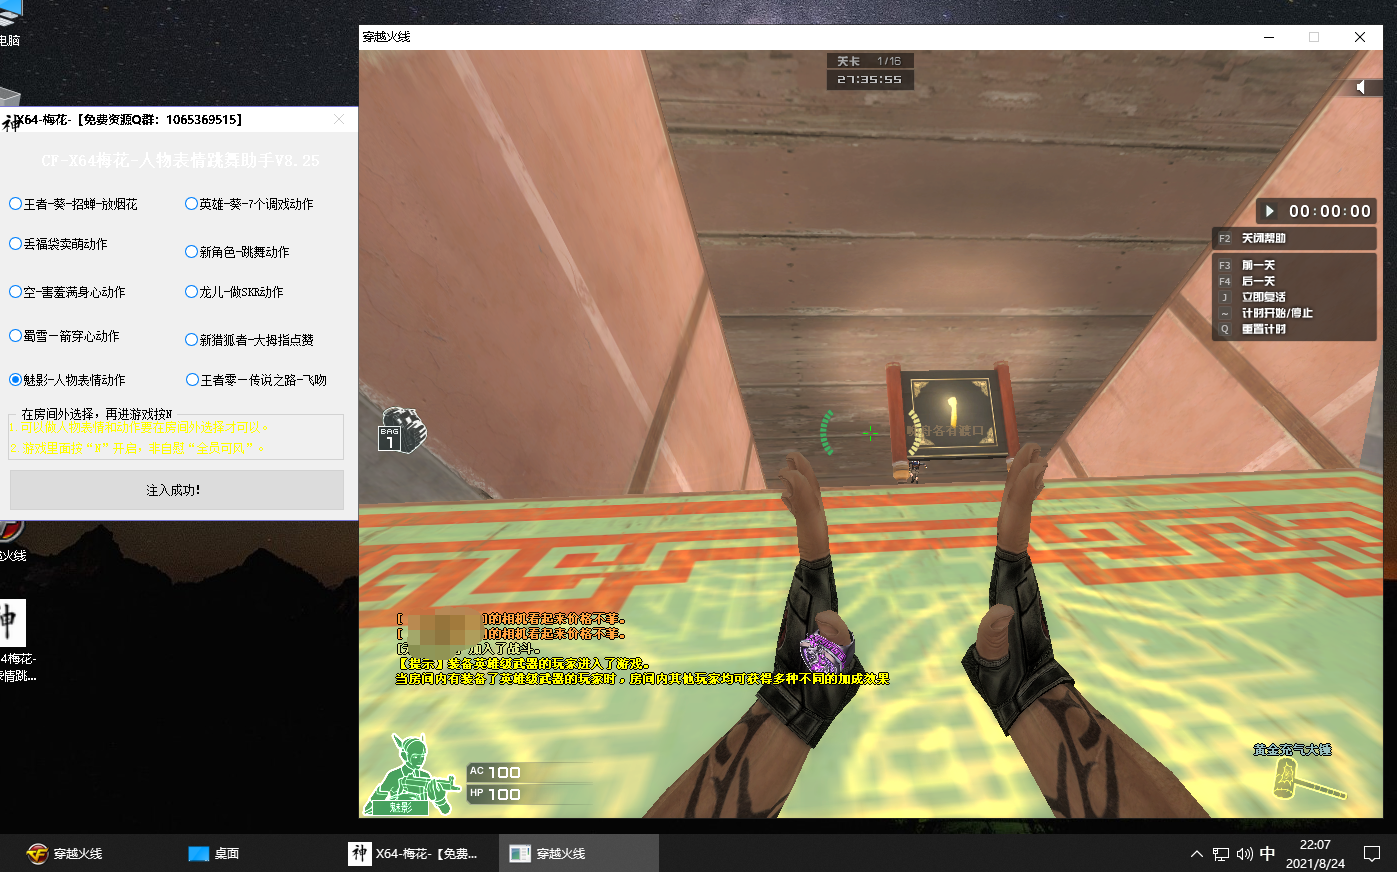 电脑
穿越火线
X64-梅花-【免费资源Q群：1065369515】
CF-X64梅花-人物表情跳舞助手V8.25
王者-葵-招蝉-放烟花
英雄-葵-7个调戏动作
丢福袋卖萌动作
新角色-跳舞动作
空-害羞满身心动作
龙儿-做SKR动作
蜀雪一箭穿心动作
新猎狐者-大拇指点赞
魅影-人物表情动作
王者零一传说之路-飞吻
在房间外选择，再进游戏按N
注入成功!
火线
神
4梅花-
情跳...
关卡 1/16
27:35:55
00:00:00
F2 关闭帮助
F3 前一关
F4 后一关
J 立即复活
~ 计时开始/停止
Q 重置计时
BAG
1
的相机看起来价格不菲。
的相机看起来价格不菲。
加入了战斗。
【提示】装备英雄级武器的玩家进入了游戏。
当房间内有装备了英雄级武器的玩家时，房间内其他玩家均可获得多种不同的加成效果
AC 100
HP 100
魅影
黄金充气大锤
穿越火线
桌面
神 X64-梅花-【免费...
穿越火线
中
22:07
2021/8/24